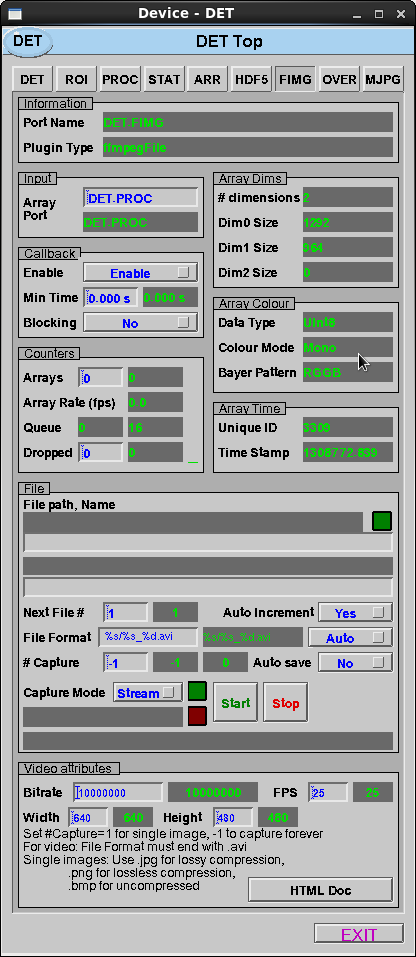 Device - DET
DET
DET Top
DET ROI PROC STAT ARR HDF5 FIMG OVER MJPG
Information
Port Name DET.FIMG
Plugin Type ffmpegFile
Input
Array Port DET.PROC
DET.PROC
Callback
Enable Enable
Min Time 0.000 s 0.000 s
Blocking No
Counters
Arrays 0 0
Array Rate (fps) 0.0
Queue 0 16
Dropped 0 0
Array Dims
# dimensions 2
Dim0 Size 1292
Dim1 Size 964
Dim2 Size 0
Array Colour
Data Type UInt8
Colour Mode Mono
Bayer Pattern RGGB
Array Time
Unique ID 3309
Time Stamp 1308772.839
File
File path, Name
Next File # 1 1 Auto Increment Yes
File Format %s/%s_%d.avi %s/%s_%d.avi Auto
# Capture -1 -1 0 Auto save No
Capture Mode Stream Start Stop
Video attributes
Bitrate 10000000 10000000 FPS 25 25
Width 640 640 Height 480 480
Set #Capture=1 for single image, -1 to capture forever
For video: File Format must end with .avi
Single images: Use .jpg for lossy compression,
.png for lossless compression,
.bmp for uncompressed
HTML Doc
EXIT